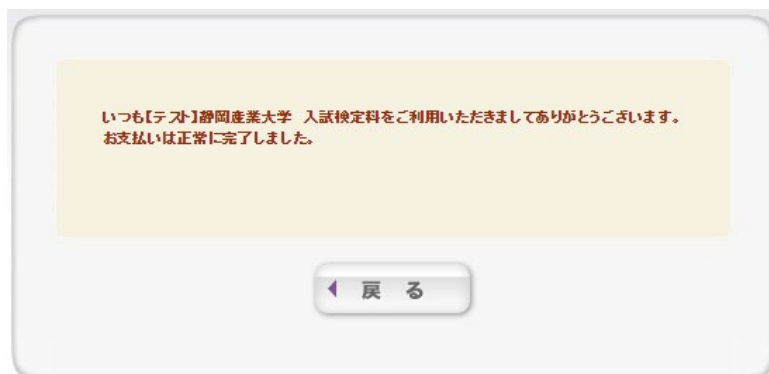 いつも【テスト】静岡産業大学　入試検定料をご利用いただきましてありがとうございます。
お支払いは正常に完了しました。
戻 る